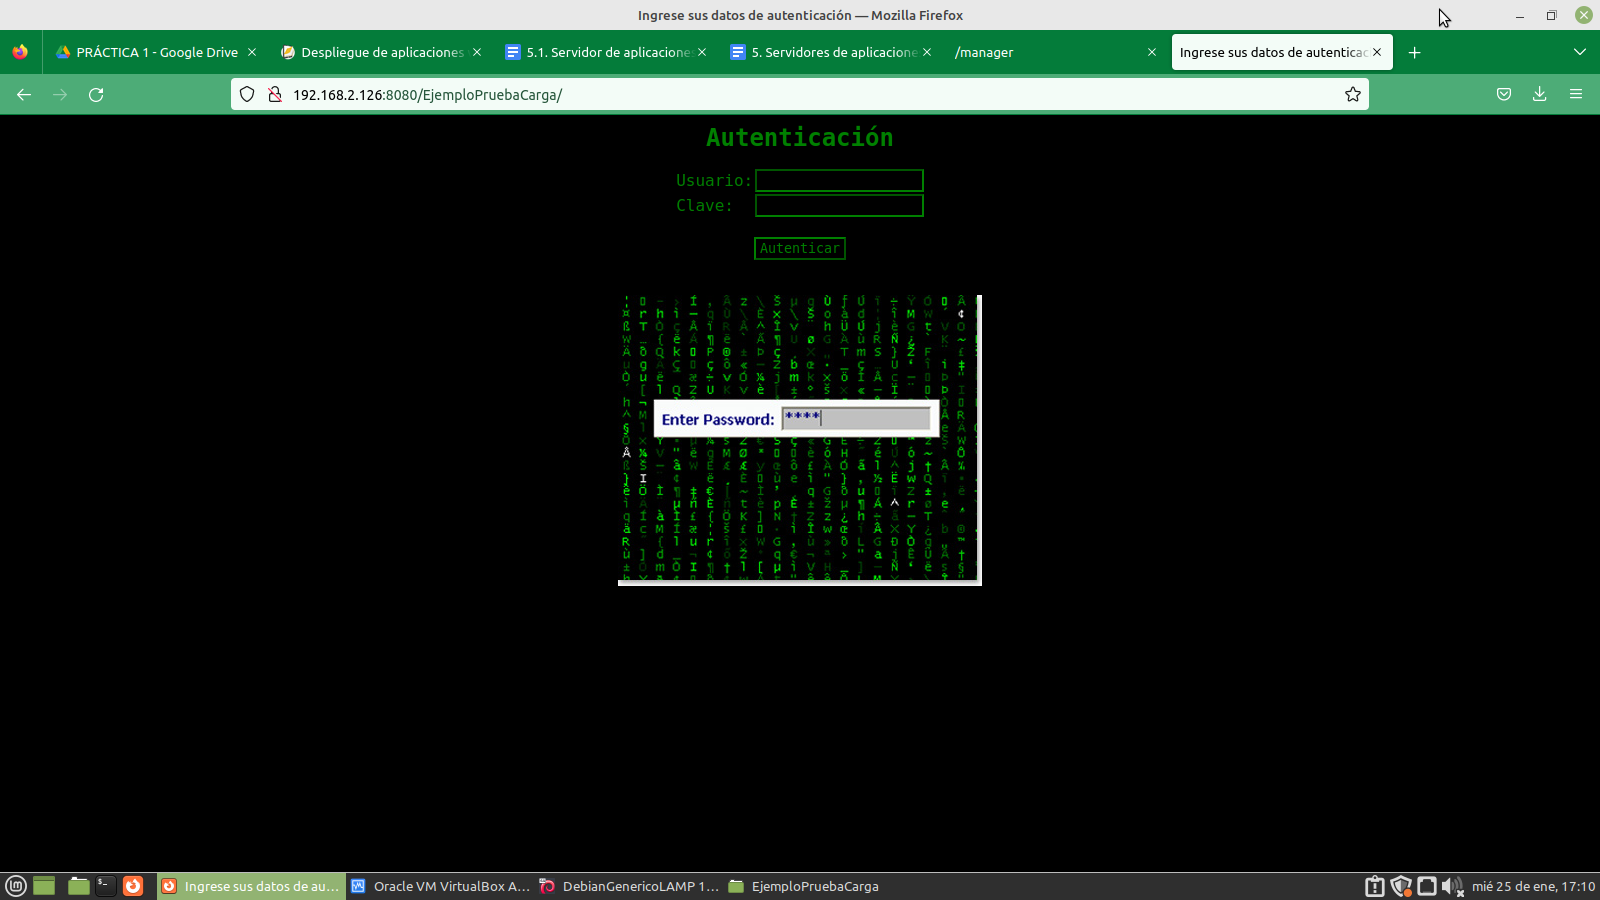 Ingrese sus datos de autenticación — Mozilla Firefox
PRÁCTICA 1 - Google Drive
Despliegue de aplicaciones
5.1. Servidor de aplicaciones
5. Servidores de aplicacione
/manager
Ingrese sus datos de autenticac
192.168.2.126:8080/EjemploPruebaCarga/
Autenticación
Usuario:
Clave:
Autenticar
Enter Password: ****
Ingrese sus datos de au...
Oracle VM VirtualBox A...
DebianGenericoLAMP 1...
EjemploPruebaCarga
mié 25 de ene, 17:10